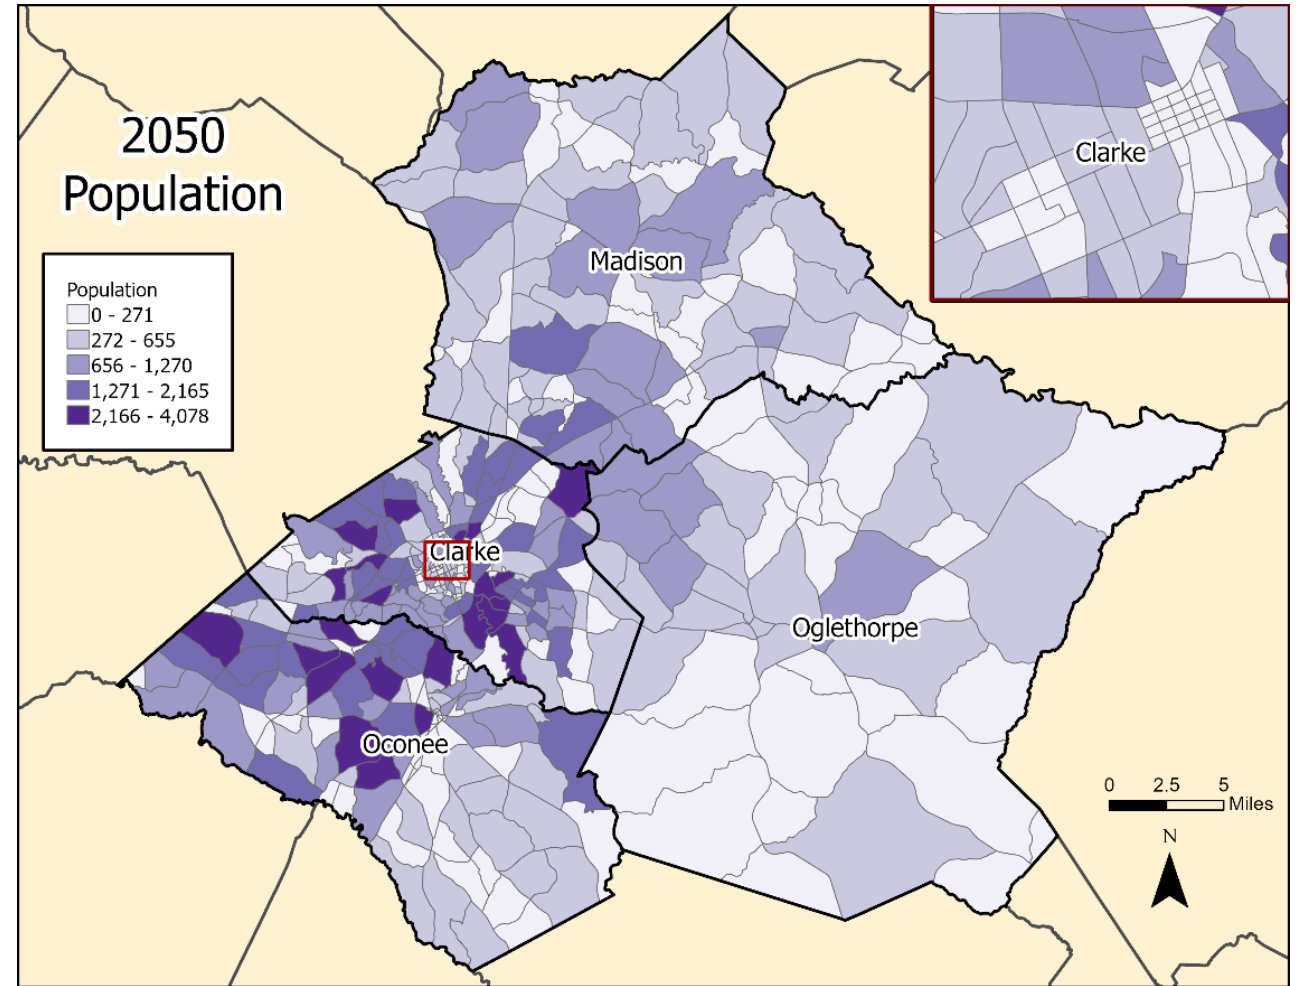 2050
Population
Population
0 - 271
272 - 655
656 - 1,270
1,271 - 2,165
2,166 - 4,078
Clarke
Madison
Clarke
Oglethorpe
Oconee
0 2.5 5
Miles
N